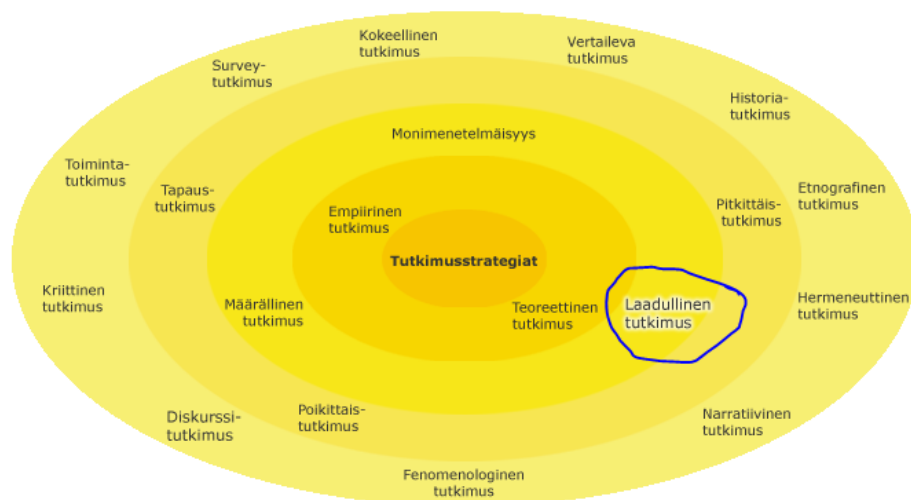 Kokeellinen
tutkimus
Vertaileva
tutkimus
Survey-
tutkimus
Historia-
tutkimus
Monimenetelmäisyys
Toiminta-
tutkimus
Tapaus-
tutkimus
Etnografinen
tutkimus
Pitkittäis-
tutkimus
Empiirinen
tutkimus
Tutkimusstrategiat
Kriittinen
tutkimus
Määrällinen
tutkimus
Teoreettinen
tutkimus
Laadullinen
tutkimus
Hermeneuttinen
tutkimus
Diskurssi-
tutkimus
Poikittais-
tutkimus
Narratiivinen
tutkimus
Fenomenologinen
tutkimus